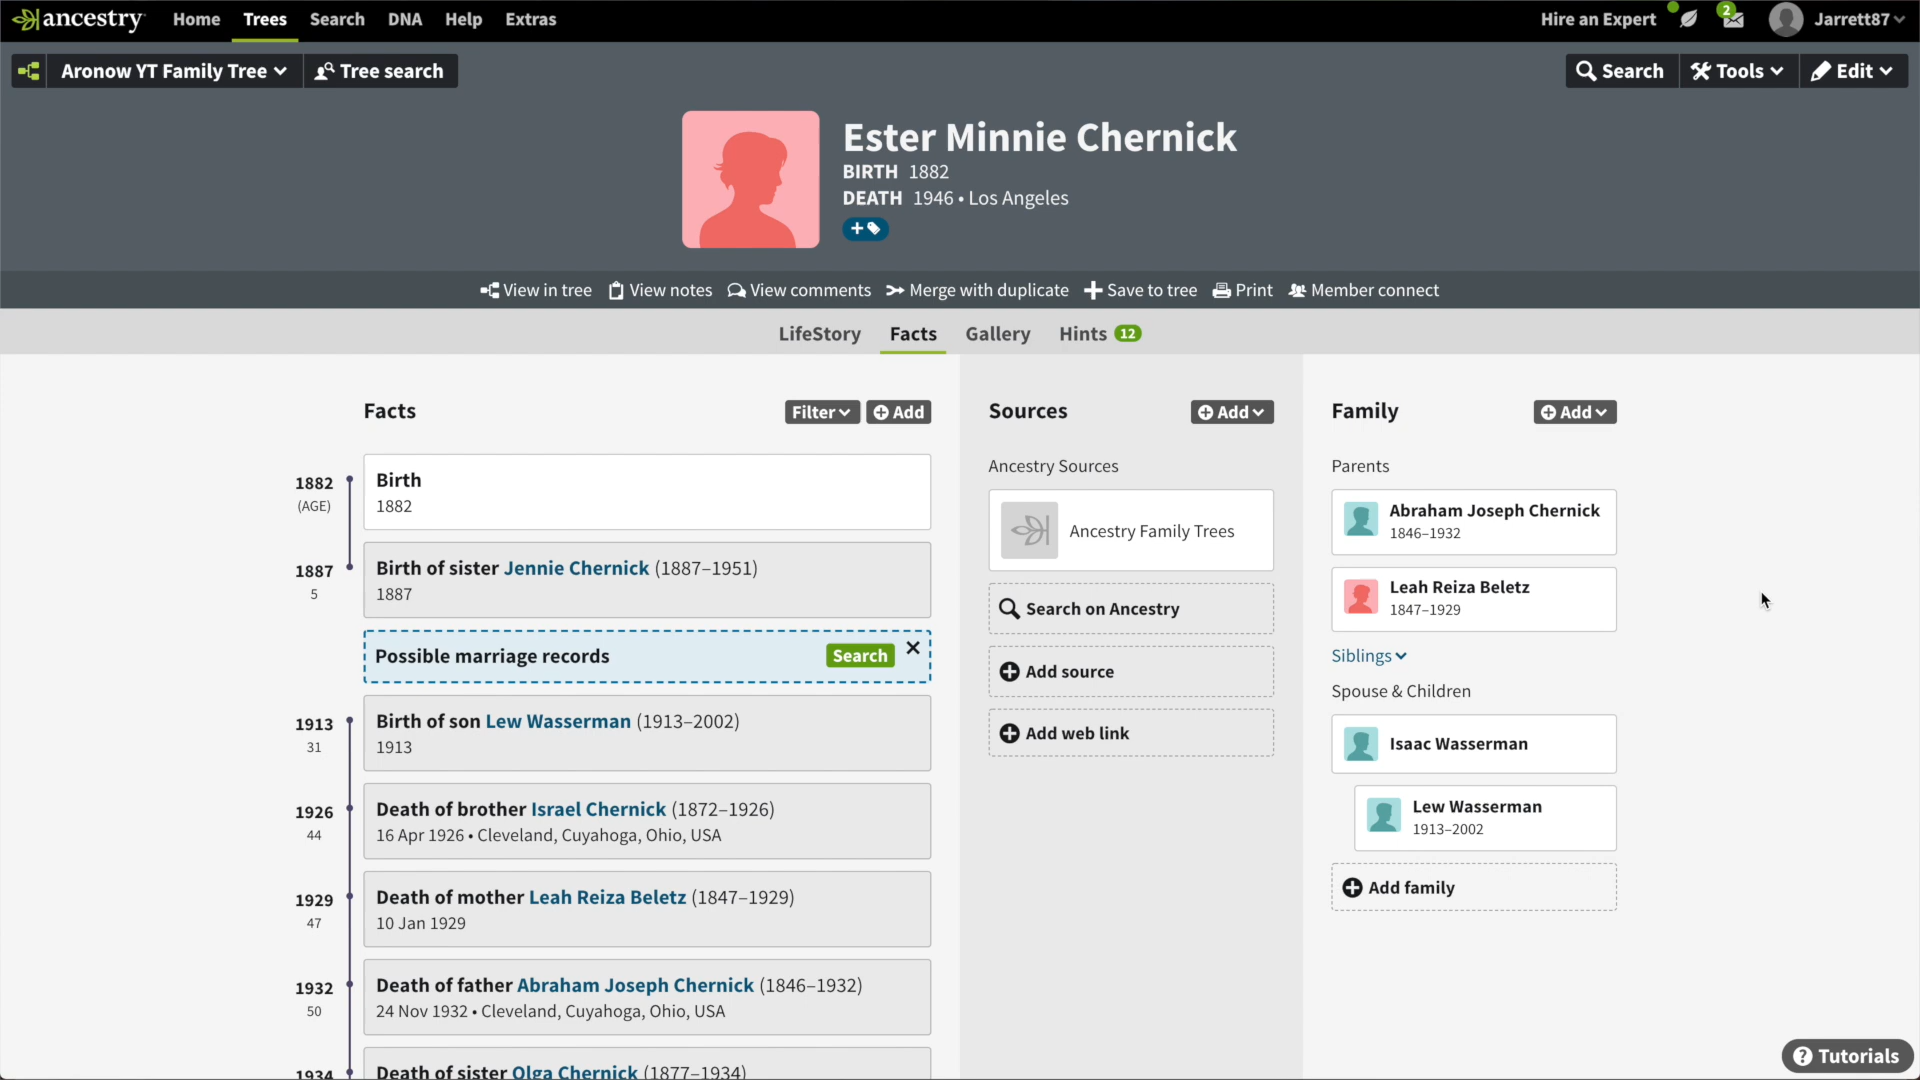 ancestry
Home
Trees
Search
DNA
Help
Extras
Hire an Expert
2
Jarrett87
Aronow YT Family Tree
Tree search
Search
Tools
Edit
Ester Minnie Chernick
BIRTH 1882
DEATH 1946 • Los Angeles
View in tree
View notes
View comments
Merge with duplicate
Save to tree
Print
Member connect
LifeStory
Facts
Gallery
Hints 12
Facts
Filter
Add
1882
(AGE)
Birth
1882
1887
5
Birth of sister Jennie Chernick (1887–1951)
1887
Possible marriage records
Search
1913
31
Birth of son Lew Wasserman (1913–2002)
1913
1926
44
Death of brother Israel Chernick (1872–1926)
16 Apr 1926 • Cleveland, Cuyahoga, Ohio, USA
1929
47
Death of mother Leah Reiza Beletz (1847–1929)
10 Jan 1929
1932
50
Death of father Abraham Joseph Chernick (1846–1932)
24 Nov 1932 • Cleveland, Cuyahoga, Ohio, USA
1934
Death of sister Olga Chernick (1877–1934)
Sources
Add
Ancestry Sources
Ancestry Family Trees
Search on Ancestry
Add source
Add web link
Family
Add
Parents
Abraham Joseph Chernick
1846–1932
Leah Reiza Beletz
1847–1929
Siblings
Spouse & Children
Isaac Wasserman
Lew Wasserman
1913–2002
Add family
Tutorials